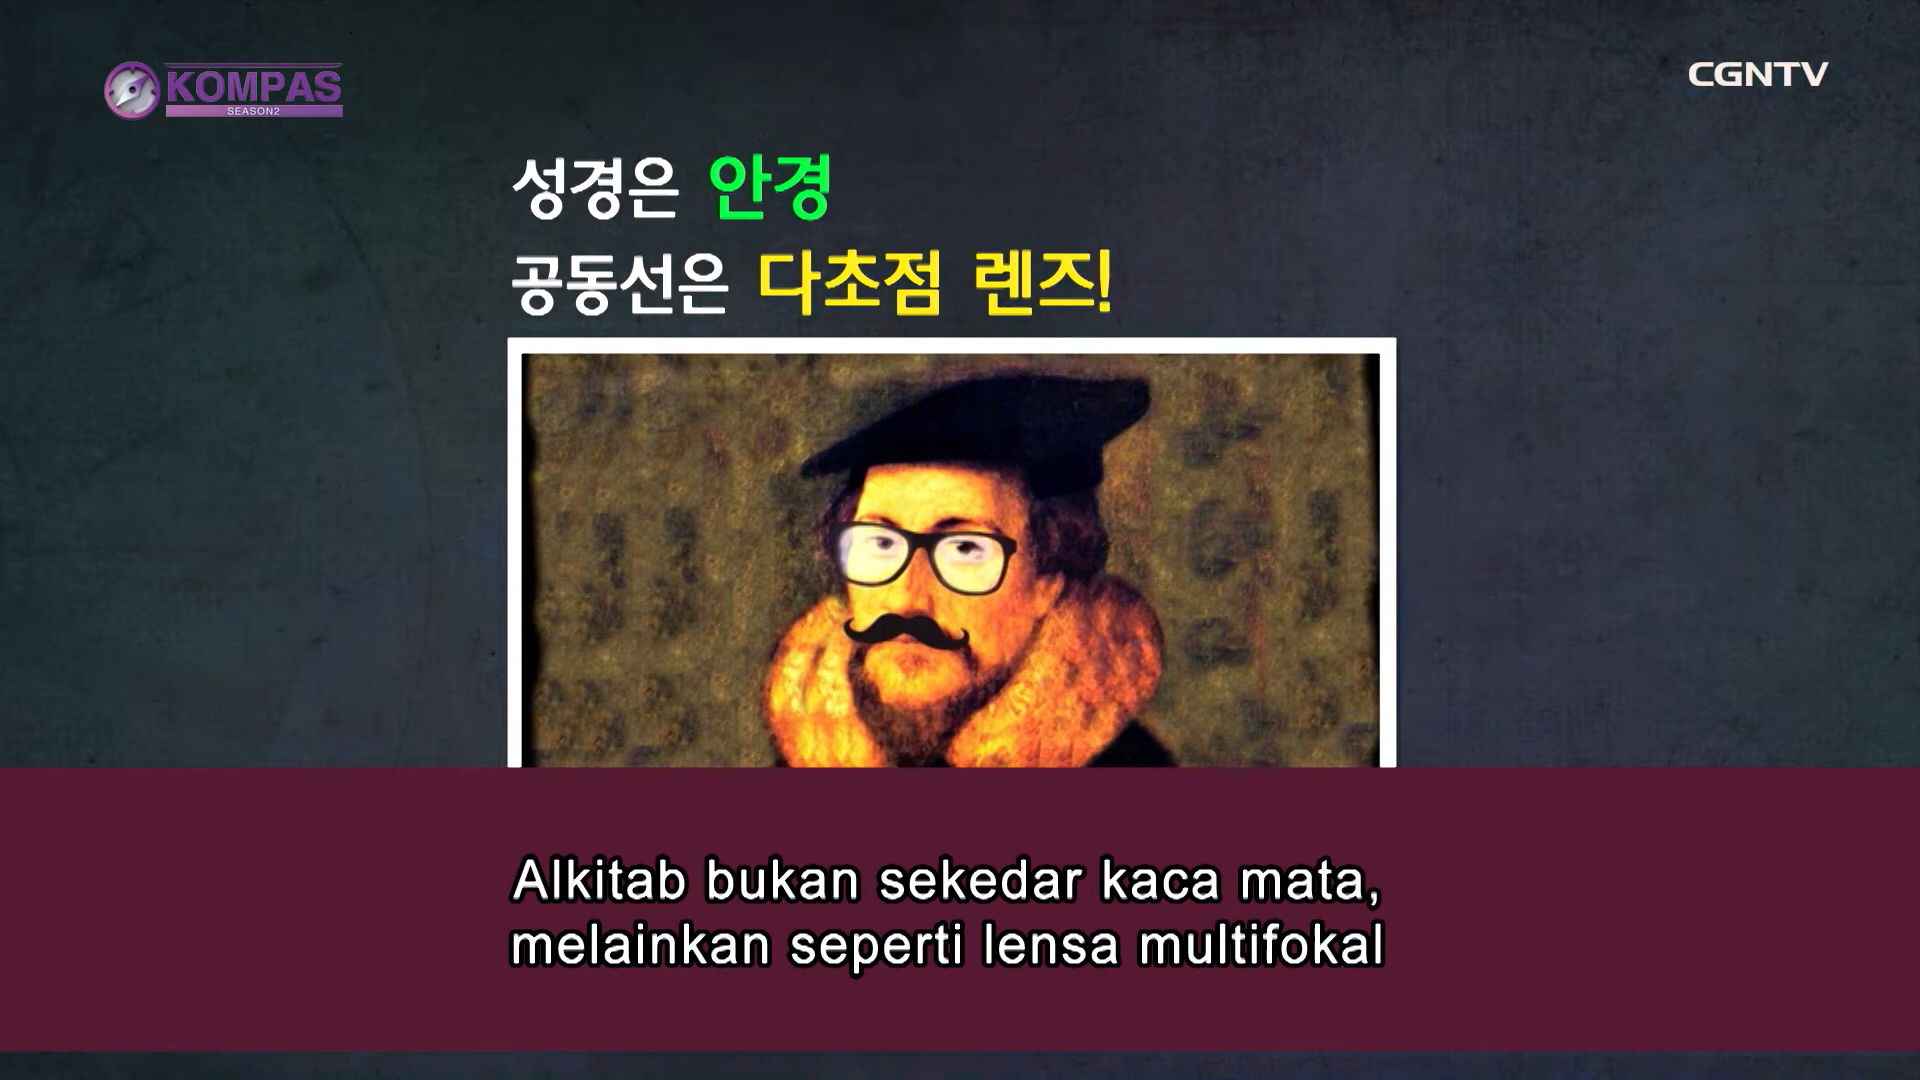 KOMPAS
SEASON2
CGNTV
성경은 안경
공동선은 다초점 렌즈!
Alkitab bukan sekedar kaca mata,
melainkan seperti lensa multifokal